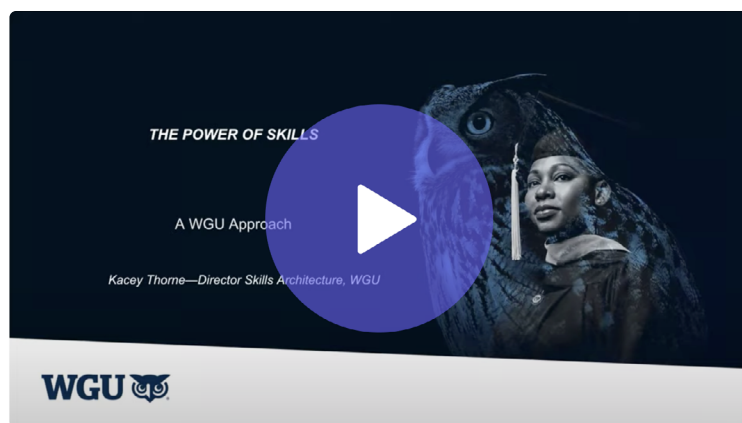 THE POWER OF SKILLS
A WGU Approach
Kacey Thorne—Director Skills Architecture, WGU
WGU